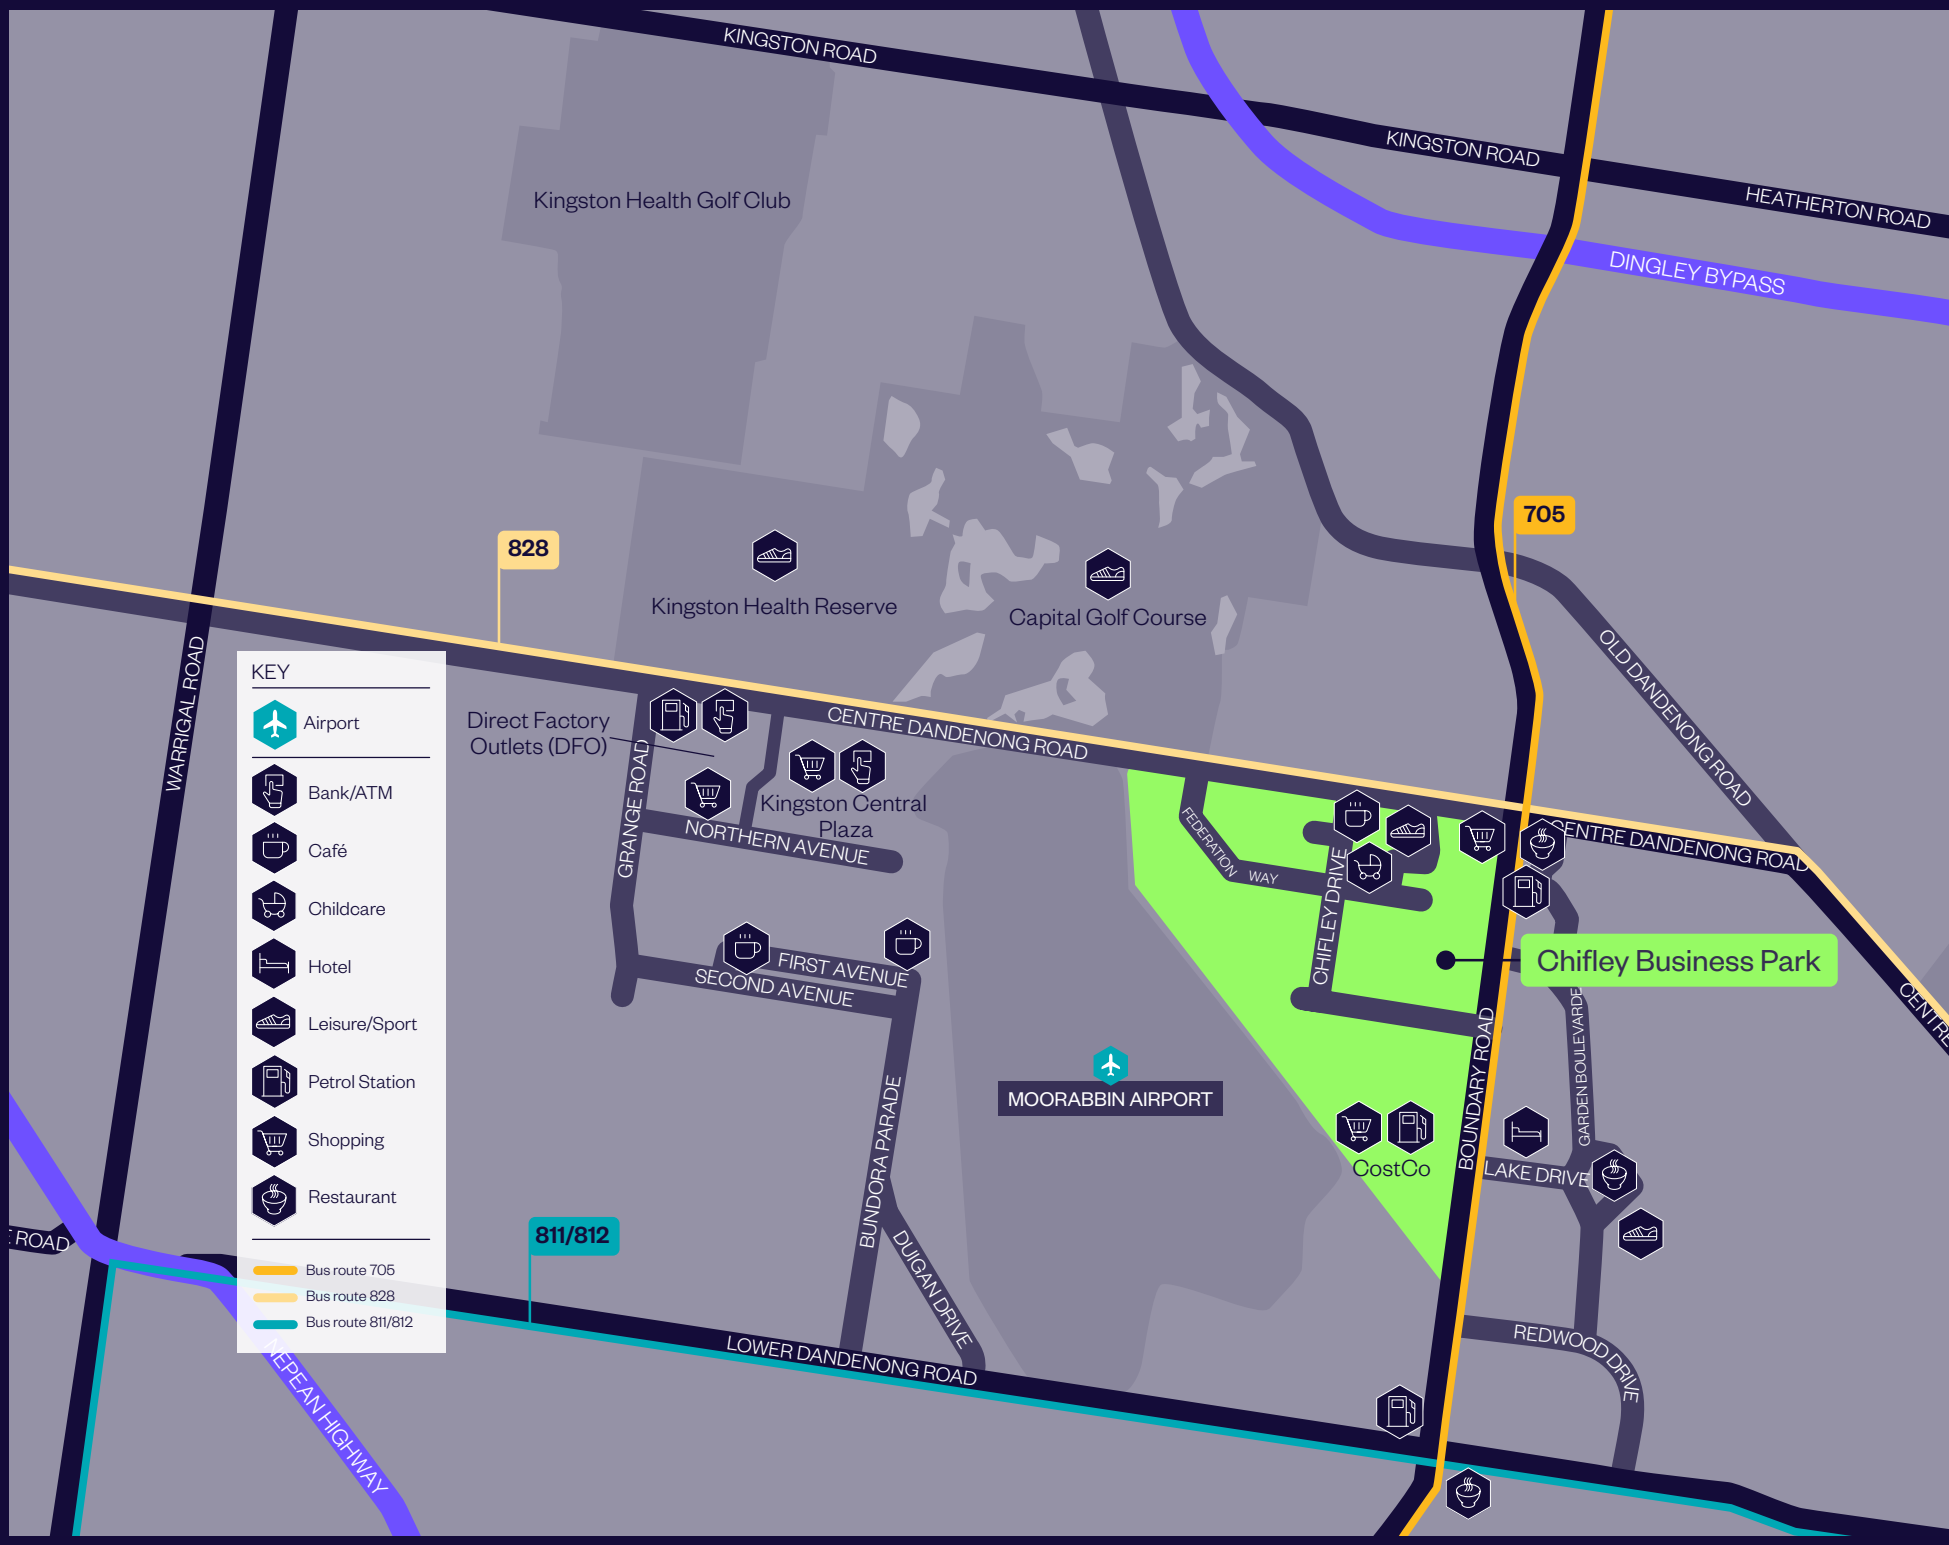 KINGSTON ROAD
KINGSTON ROAD
HEATHERTON ROAD
Kingston Health Golf Club
DINGLEY BYPASS
705
828
Kingston Health Reserve
Capital Golf Course
OLD DANDENONG ROAD
WARRIGAL ROAD
KEY
Airport
Bank/ATM
Café
Childcare
Hotel
Leisure/Sport
Petrol Station
Shopping
Restaurant
Bus route 705
Bus route 828
Bus route 811/812
Direct Factory
Outlets (DFO)
GRANGE ROAD
CENTRE DANDENONG ROAD
Kingston Central
Plaza
NORTHERN AVENUE
FEDERATION WAY
CHIFLEY DRIVE
CENTRE DANDENONG ROAD
Chifley Business Park
CENTRE
FIRST AVENUE
SECOND AVENUE
GARDEN BOULEVARDE
BOUNDARY ROAD
MOORABBIN AIRPORT
BUNDORA PARADE
CostCo
LAKE DRIVE
E ROAD
811/812
DUIGAN DRIVE
REDWOOD DRIVE
LOWER DANDENONG ROAD
NEPEAN HIGHWAY